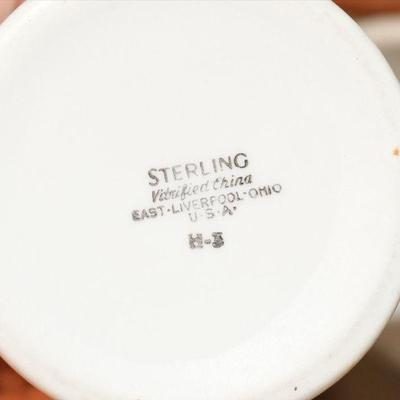 STERLING
Vitrified China
EAST-LIVERPOOL-OHIO
U-S-A-
H-3